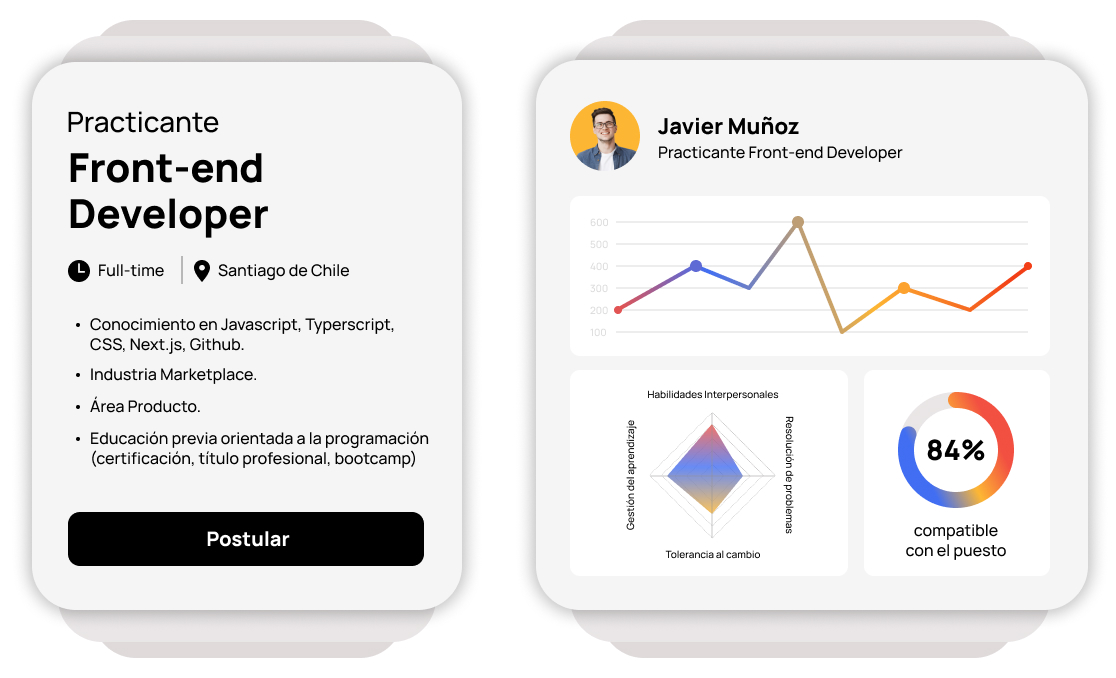 Practicante
Front-end
Developer
Full-time
Santiago de Chile
• Conocimiento en Javascript, Typerscript,
CSS, Next.js, Github.
• Industria Marketplace.
• Área Producto.
• Educación previa orientada a la programación
(certificación, título profesional, bootcamp)
Postular
Javier Muñoz
Practicante Front-end Developer
600
500
400
300
200
100
Habilidades Interpersonales
Gestión del aprendizaje
Resolución de problemas
Tolerancia al cambio
84%
compatible
con el puesto